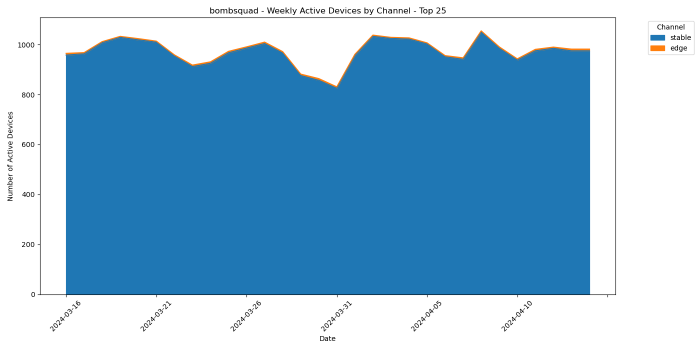 bombsquad - Weekly Active Devices by Channel - Top 25
Number of Active Devices
1000
800
600
400
200
0
2024-03-16
2024-03-21
2024-03-26
2024-03-31
2024-04-05
2024-04-10
Date
Channel
stable
edge